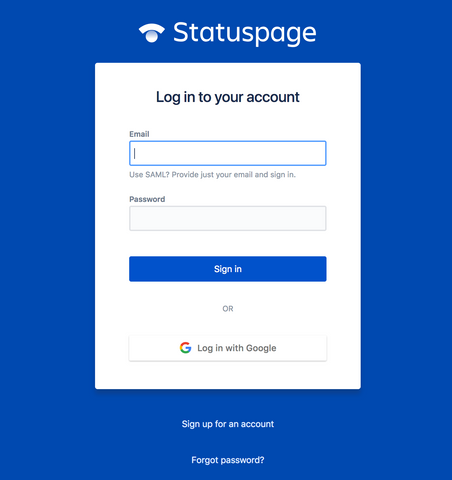 Statuspage
Log in to your account
Email
Use SAML? Provide just your email and sign in.
Password
Sign in
OR
Log in with Google
Sign up for an account
Forgot password?